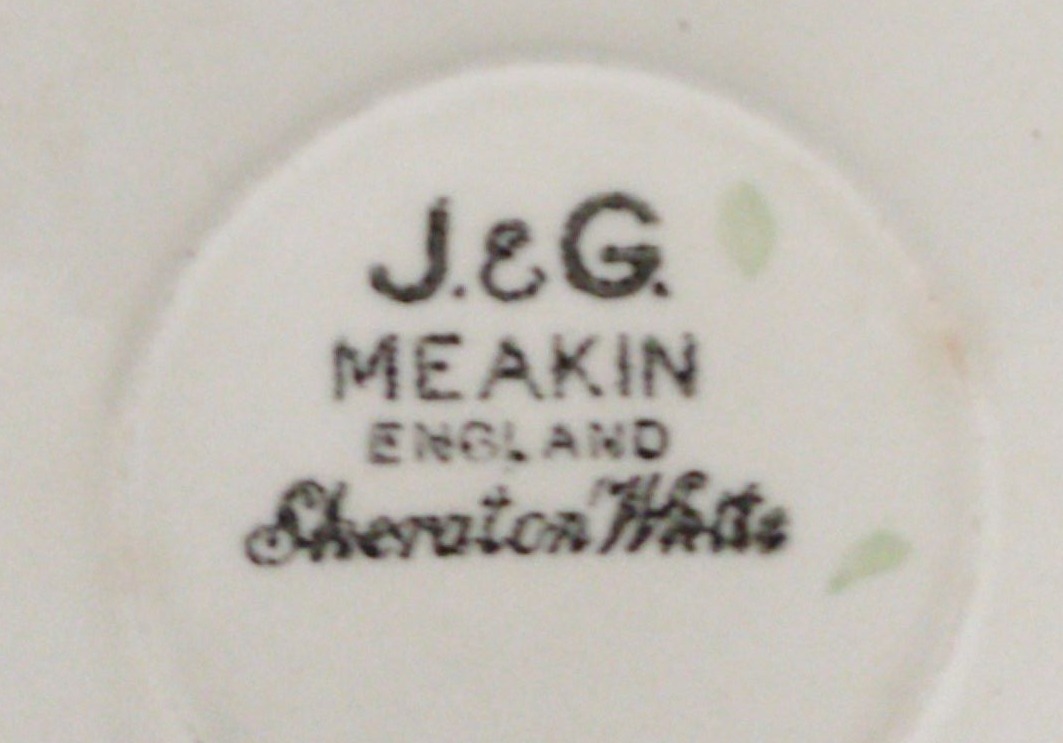 J.&G.
MEAKIN
ENGLAND
Sheraton White